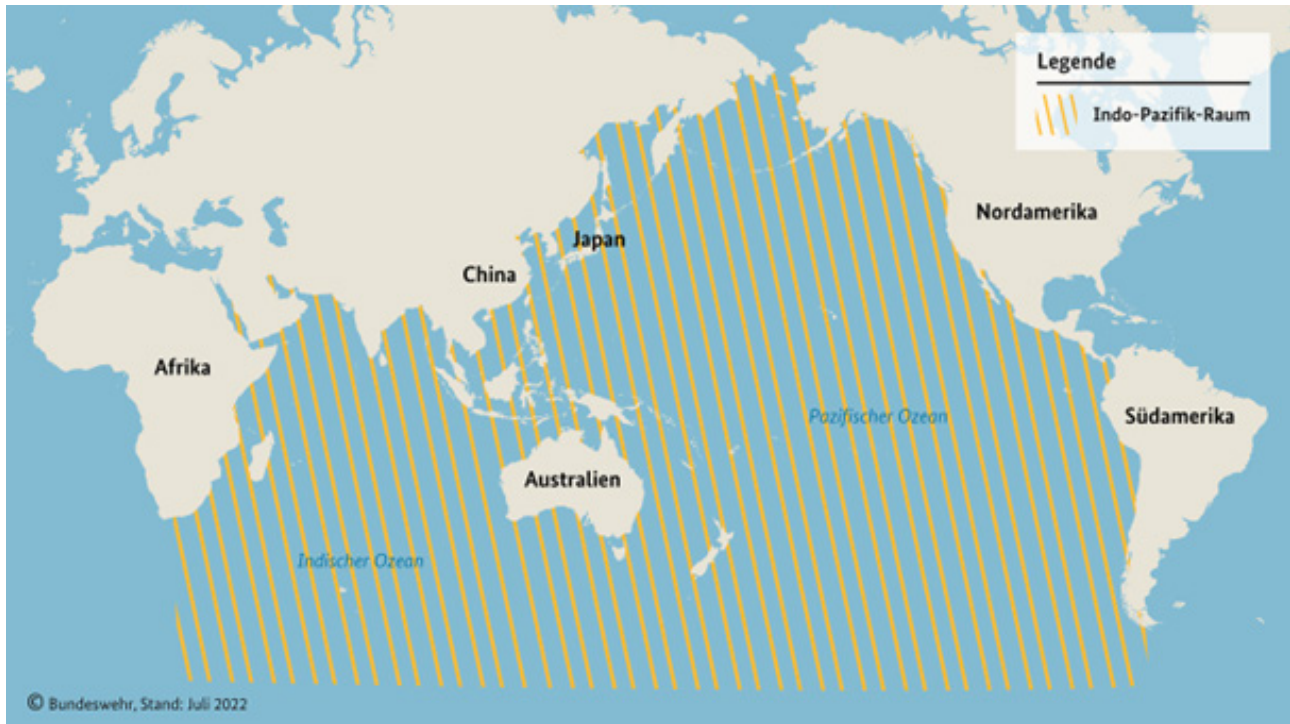 Legende
Indo-Pazifik-Raum
Nordamerika
Japan
China
Afrika
Pazifischer Ozean
Südamerika
Australien
Indischer Ozean
© Bundeswehr, Stand: Juli 2022